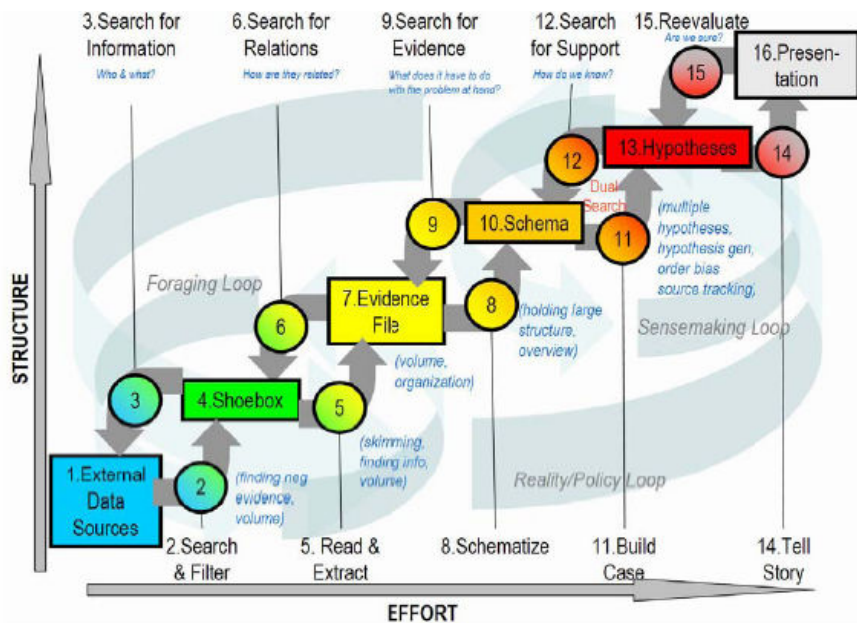 3.Search for
Information
Who & what?
6.Search for
Relations
How are they related?
9.Search for
Evidence
What does it have to do
with the problem at hand?
12.Search
for Support
How do we know?
15.Reevaluate
Are we sure?
15
16.Presen-
tation
12
13.Hypotheses
14
Dual
Search
9
10.Schema
11
(multiple
hypotheses,
hypothesis gen,
order bias
source tracking)
Foraging Loop
7.Evidence
File
6
8
(holding large
structure,
overview)
Sensemaking Loop
(volume,
organization)
3
4.Shoebox
5
(skimming,
finding info,
volume)
1.External
Data
Sources
2
(finding neg
evidence,
volume)
Reality/Policy Loop
2.Search
& Filter
5. Read &
Extract
8.Schematize
11.Build
Case
14.Tell
Story
STRUCTURE
EFFORT